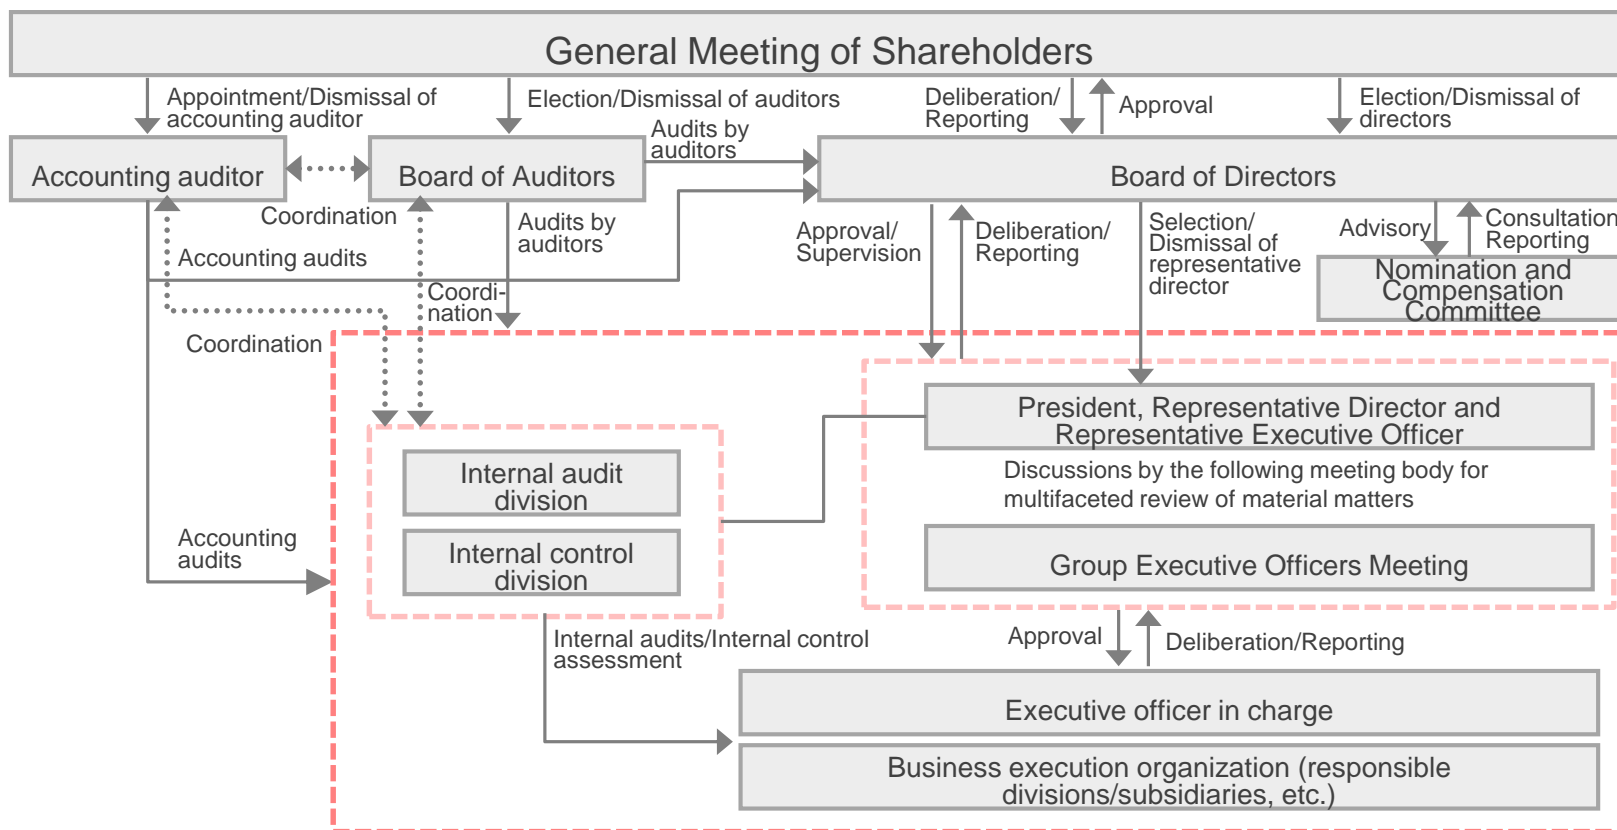 General Meeting of Shareholders
Appointment/Dismissal of
accounting auditor
Election/Dismissal of auditors
Deliberation/
Reporting
Approval
Election/Dismissal of
directors
Audits by
auditors
Accounting auditor
Board of Auditors
Board of Directors
Coordination
Audits by
auditors
Accounting audits
Approval/
Supervision
Deliberation/
Reporting
Selection/
Dismissal of
representative
director
Advisory
Consultation
Reporting
Nomination and
Compensation
Committee
Coordi-
nation
Coordination
President, Representative Director and
Representative Executive Officer
Discussions by the following meeting body for
multifaceted review of material matters
Group Executive Officers Meeting
Internal audit
division
Internal control
division
Accounting
audits
Internal audits/Internal control
assessment
Approval
Deliberation/Reporting
Executive officer in charge
Business execution organization (responsible
divisions/subsidiaries, etc.)